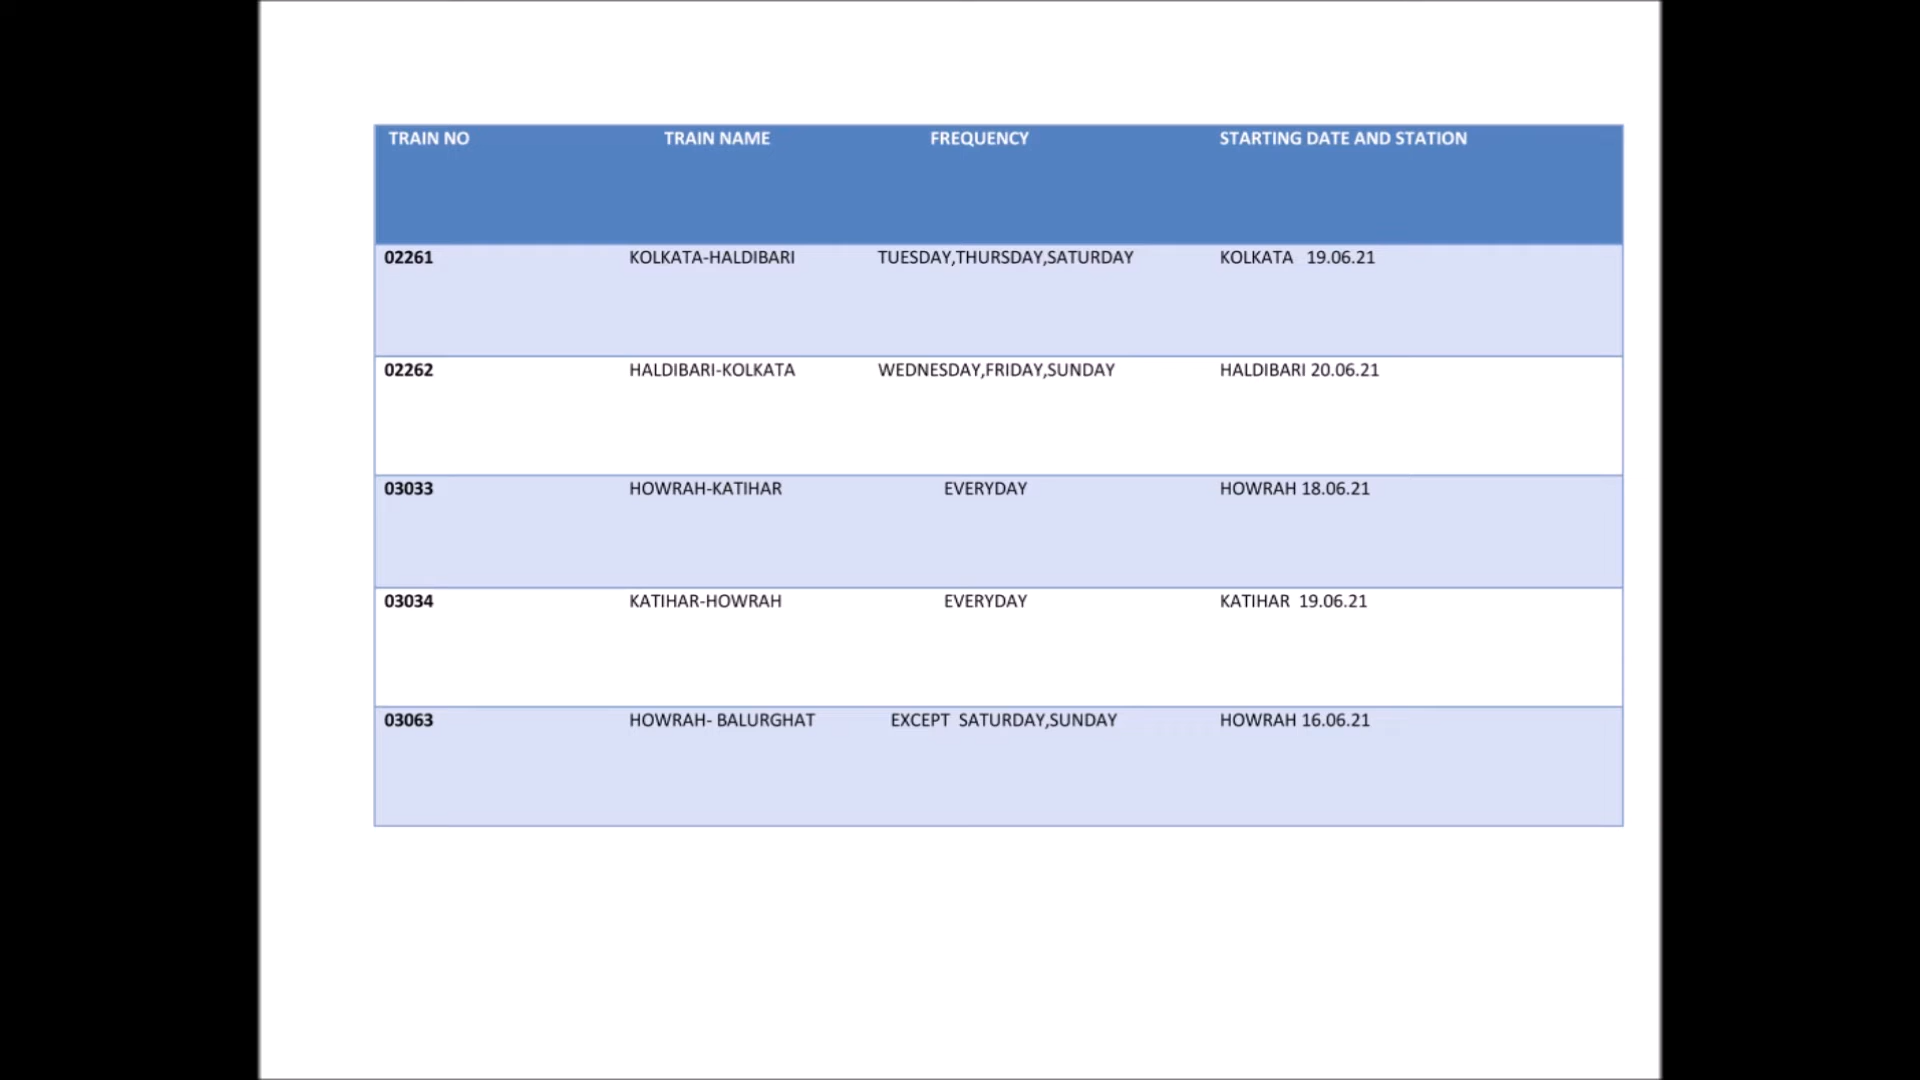 TRAIN NO TRAIN NAME FREQUENCY STARTING DATE AND STATION
02261 KOLKATA-HALDIBARI TUESDAY,THURSDAY,SATURDAY KOLKATA 19.06.21
02262 HALDIBARI-KOLKATA WEDNESDAY,FRIDAY,SUNDAY HALDIBARI 20.06.21
03033 HOWRAH-KATIHAR EVERYDAY HOWRAH 18.06.21
03034 KATIHAR-HOWRAH EVERYDAY KATIHAR 19.06.21
03063 HOWRAH- BALURGHAT EXCEPT SATURDAY,SUNDAY HOWRAH 16.06.21